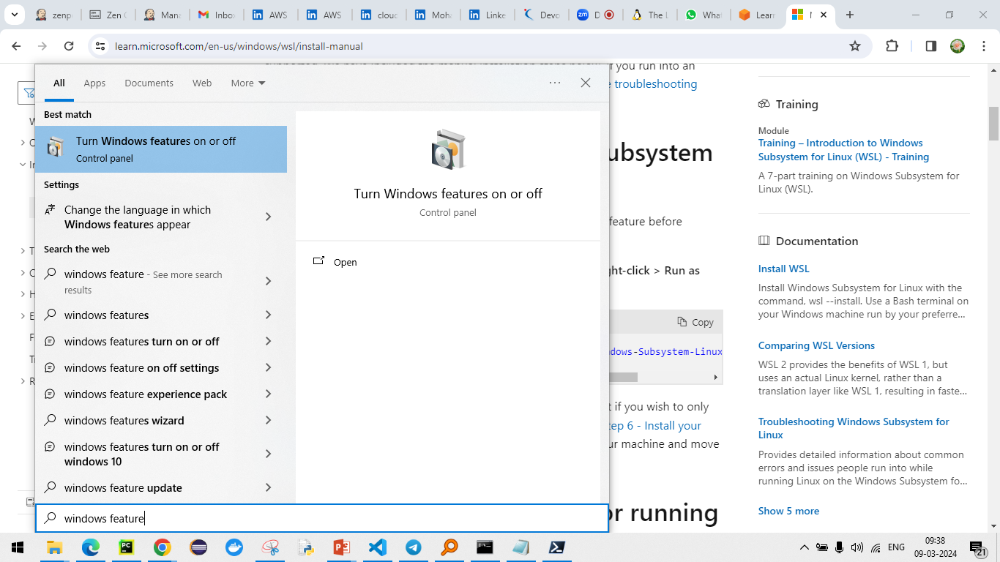 zenp
Zen C
Mana
Inbox
AWS
AWS
cloud
Moha
Linke
Devo
D
The L
What
Learn
learn.microsoft.com/en-us/windows/wsl/install-manual
you run into an
troubleshooting
ubsystem
feature before
ght-click > Run as
Copy
dows-Subsystem-Linux
t if you wish to only
tep 6 - Install your
ur machine and move
or running
All Apps Documents Web More
Best match
Turn Windows features on or off
Control panel
Settings
Change the language in which
Windows features appear
Search the web
windows feature - See more search
results
windows features
windows features turn on or off
windows feature on off settings
windows feature experience pack
windows features wizard
windows features turn on or off
windows 10
windows feature update
windows feature
Turn Windows features on or off
Control panel
Open
Training
Module
Training – Introduction to Windows
Subsystem for Linux (WSL) - Training
A 7-part training on Windows Subsystem for
Linux (WSL).
Documentation
Install WSL
Install Windows Subsystem for Linux with the
command, wsl --install. Use a Bash terminal on
your Windows machine run by your preferre...
Comparing WSL Versions
WSL 2 provides the benefits of WSL 1, but
uses an actual Linux kernel, rather than a
translation layer like WSL 1, resulting in faste...
Troubleshooting Windows Subsystem for
Linux
Provides detailed information about common
errors and issues people run into while
running Linux on the Windows Subsystem fo...
Show 5 more
ENG
09:38
09-03-2024
21